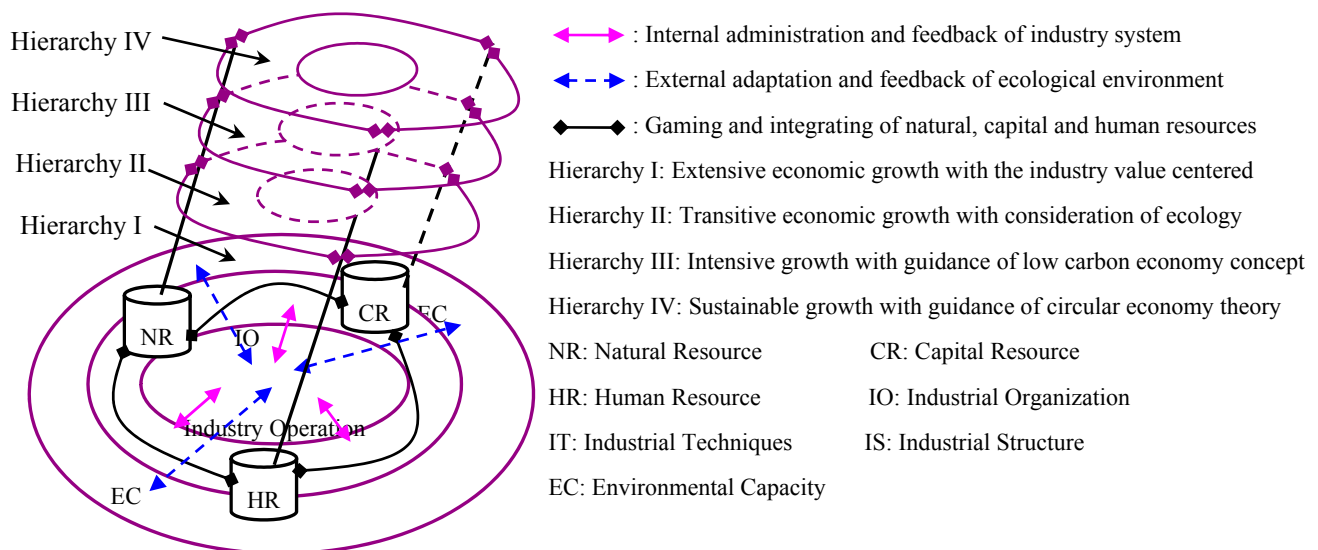 Hierarchy IV
Hierarchy III
Hierarchy II
Hierarchy I
NR
CR
EC
IO
Industry Operation
EC
HR
: Internal administration and feedback of industry system
: External adaptation and feedback of ecological environment
: Gaming and integrating of natural, capital and human resources
Hierarchy I: Extensive economic growth with the industry value centered
Hierarchy II: Transitive economic growth with consideration of ecology
Hierarchy III: Intensive growth with guidance of low carbon economy concept
Hierarchy IV: Sustainable growth with guidance of circular economy theory
NR: Natural Resource CR: Capital Resource
HR: Human Resource IO: Industrial Organization
IT: Industrial Techniques IS: Industrial Structure
EC: Environmental Capacity